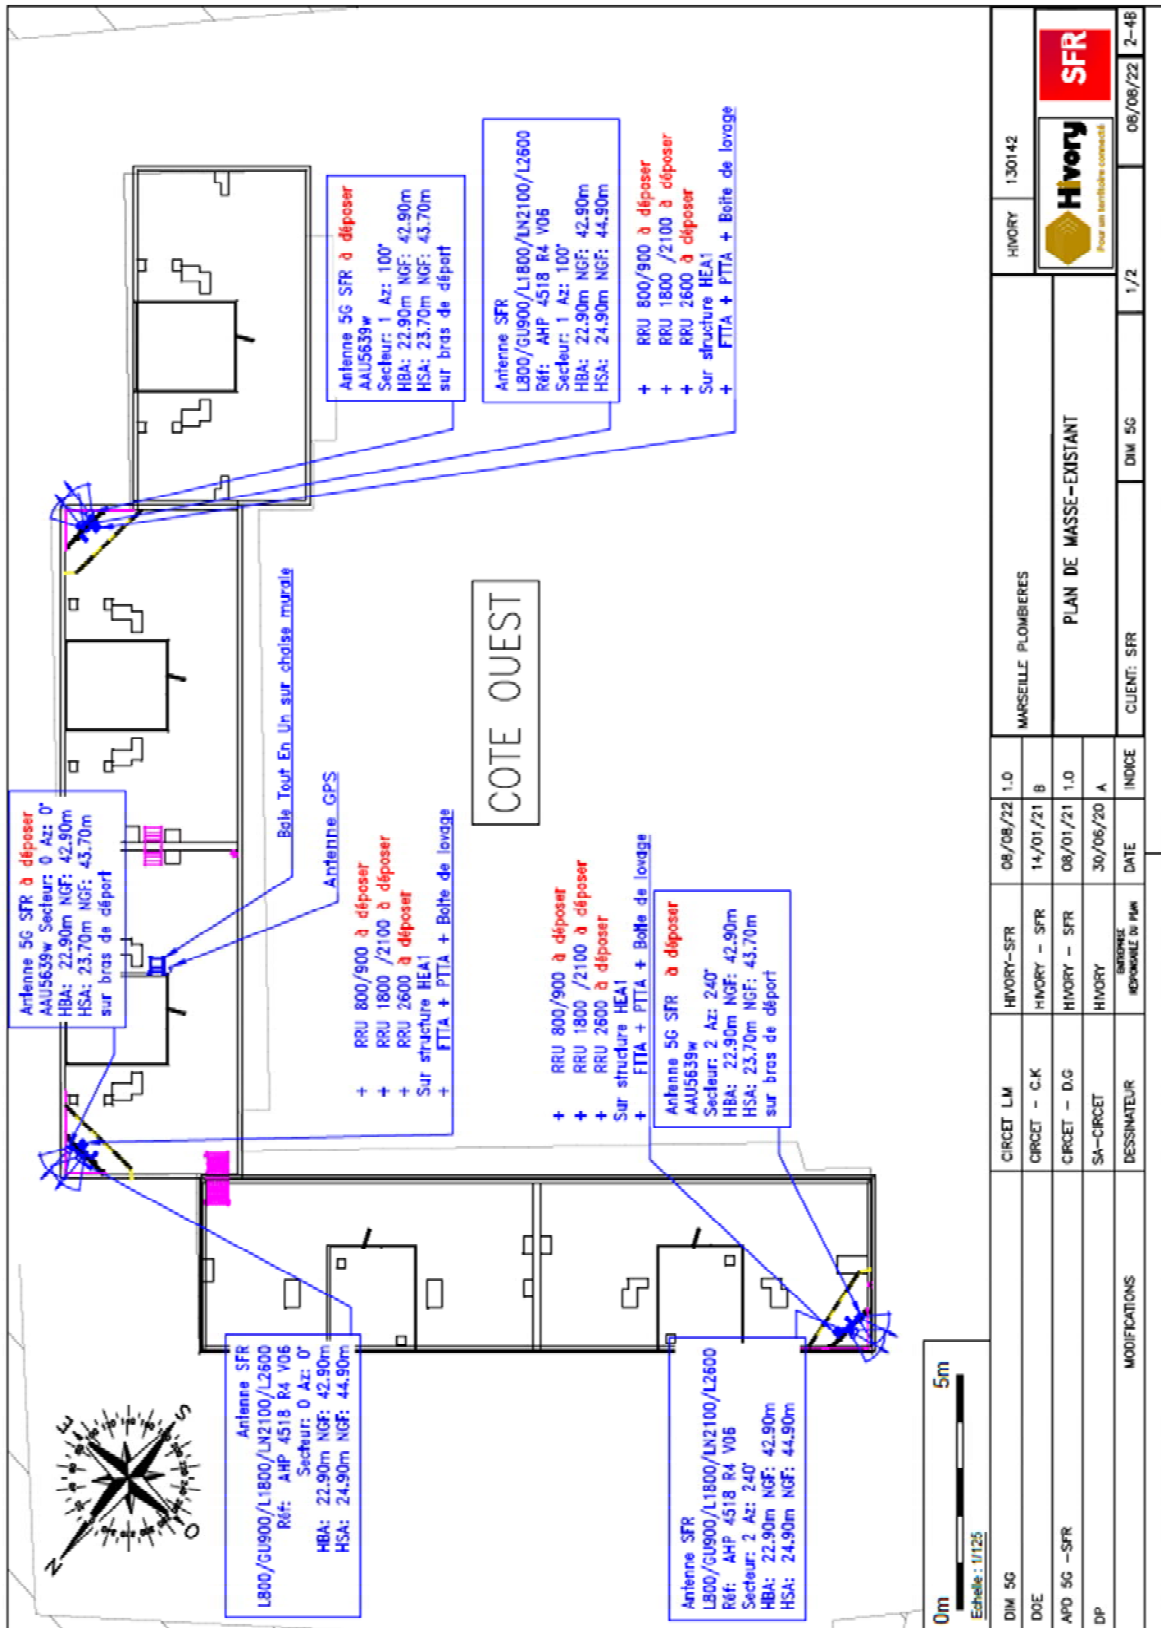 Antenne 5G SFR à déposer
AAU5639w Secteur: 0 Az: 0°
HBA: 22.90m NGF: 42.90m
HSA: 23.70m NGF: 43.70m
sur bras de départ
Antenne SFR
L800/GU900/L1800/LN2100/L2600
Réf: AHP 4518 R4 V06
Secteur: 0 Az: 0°
HBA: 22.90m NGF: 42.90m
HSA: 24.90m NGF: 44.90m
Baie Tout En Un sur chaise murale
Antenne GPS
+ RRU 800/900 à déposer
+ RRU 1800 /2100 à déposer
+ RRU 2600 à déposer
Sur structure HEA1
+ FTTA + PTTA + Boîte de lovage
Antenne 5G SFR à déposer
AAU5639w
Secteur: 1 Az: 100°
HBA: 22.90m NGF: 42.90m
HSA: 23.70m NGF: 43.70m
sur bras de départ
Antenne SFR
L800/GU900/L1800/LN2100/L2600
Réf: AHP 4518 R4 V06
Secteur: 1 Az: 100°
HBA: 22.90m NGF: 42.90m
HSA: 24.90m NGF: 44.90m
+ RRU 800/900 à déposer
+ RRU 1800 /2100 à déposer
+ RRU 2600 à déposer
Sur structure HEA1
+ FTTA + PTTA + Boite de lovage
COTE OUEST
+ RRU 800/900 à déposer
+ RRU 1800 /2100 à déposer
+ RRU 2600 à déposer
Sur structure HEA1
+ FTTA + PTTA + Boîte de lovage
Antenne 5G SFR à déposer
AAU5639w
Secteur: 2 Az: 240°
HBA: 22.90m NGF: 42.90m
HSA: 23.70m NGF: 43.70m
sur bras de départ
Antenne SFR
L800/GU900/L1800/LN2100/L2600
Réf: AHP 4518 R4 V06
Secteur: 2 Az: 240°
HBA: 22.90m NGF: 42.90m
HSA: 24.90m NGF: 44.90m
N
E
S
O
0m 5m
Echelle : 1/125
DIM 5G CIRCET LM HIVORY-SFR 08/08/22 1.0
DOE CIRCET - C.K HIVORY - SFR 14/01/21 B
APD 5G -SFR CIRCET - D.G HIVORY - SFR 08/01/21 1.0
DP SA-CIRCET HIVORY 30/06/20 A
MODIFICATIONS DESSINATEUR ENTREPRISE RESPONSABLE DU PLAN DATE INDICE
MARSEILLE PLOMBIERES
HIVORY 130142
PLAN DE MASSE-EXISTANT
Hivory
Pour un territoire connecté
SFR
CLIENT: SFR DIM 5G 1/2 08/08/22 2-4B